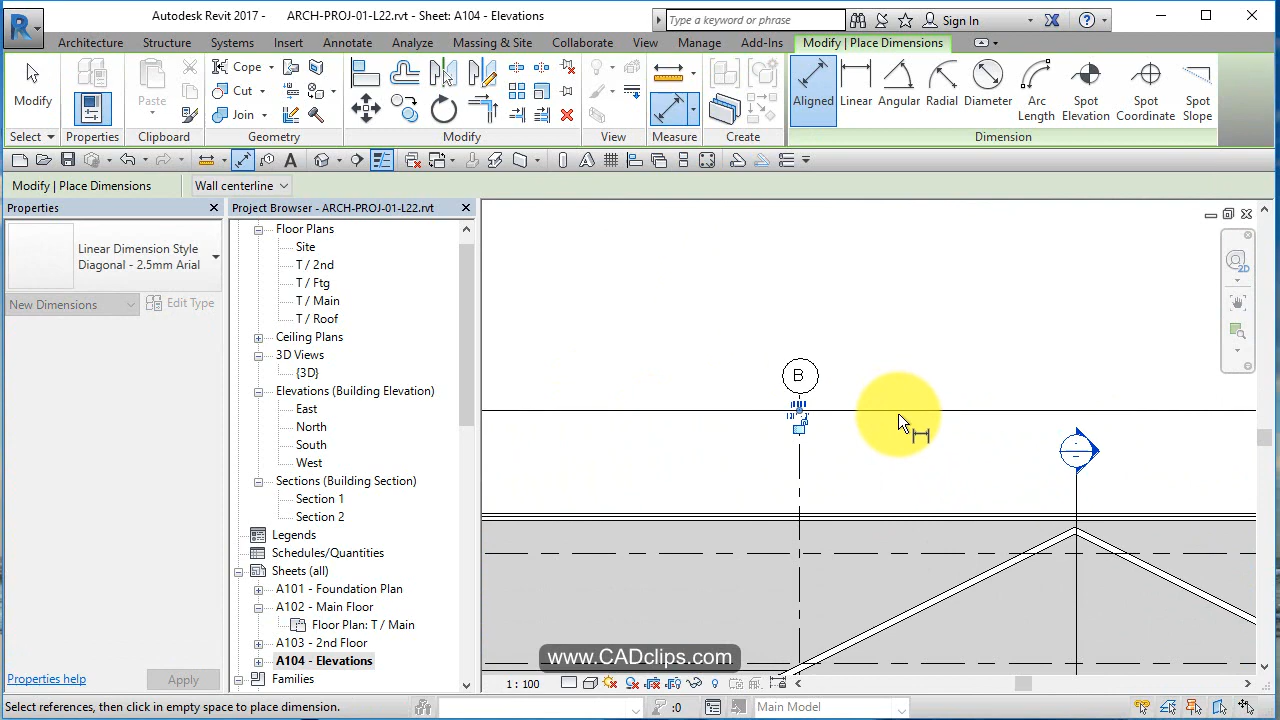 Autodesk Revit 2017 - ARCH-PROJ-01-L22.rvt - Sheet: A104 - Elevations
Type a keyword or phrase
Sign In
Architecture Structure Systems Insert Annotate Analyze Massing & Site Collaborate View Manage Add-Ins Modify | Place Dimensions
Modify
Paste
Cope
Cut
Join
Aligned Linear Angular Radial Diameter Arc Length Spot Elevation Spot Coordinate Spot Slope
Select Properties Clipboard Geometry Modify View Measure Create Dimension
Modify | Place Dimensions Wall centerline
Properties
Linear Dimension Style
Diagonal - 2.5mm Arial
New Dimensions Edit Type
Properties help Apply
Project Browser - ARCH-PROJ-01-L22.rvt
Floor Plans
Site
T / 2nd
T / Ftg
T / Main
T / Roof
Ceiling Plans
3D Views
{3D}
Elevations (Building Elevation)
East
North
South
West
Sections (Building Section)
Section 1
Section 2
Legends
Schedules/Quantities
Sheets (all)
A101 - Foundation Plan
A102 - Main Floor
Floor Plan: T / Main
A103 - 2nd Floor
A104 - Elevations
Families
2D
B
www.CADclips.com
1 : 100
Select references, then click in empty space to place dimension.
:0
Main Model